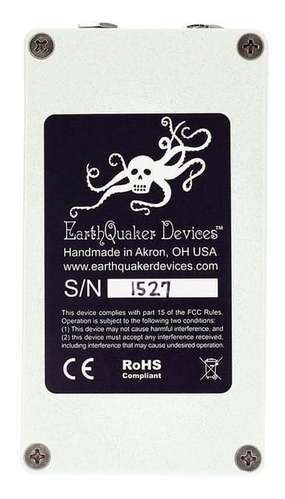 EarthQuaker Devices™
Handmade in Akron, OH USA
www.earthquakerdevices.com
S/N 1527
This device complies with part 15 of the FCC Rules.
Operation is subject to the following two conditions:
(1) This device may not cause harmful interference, and
(2) this device must accept any interference received,
including interference that may cause undesired operation.
CE RoHS
Compliant